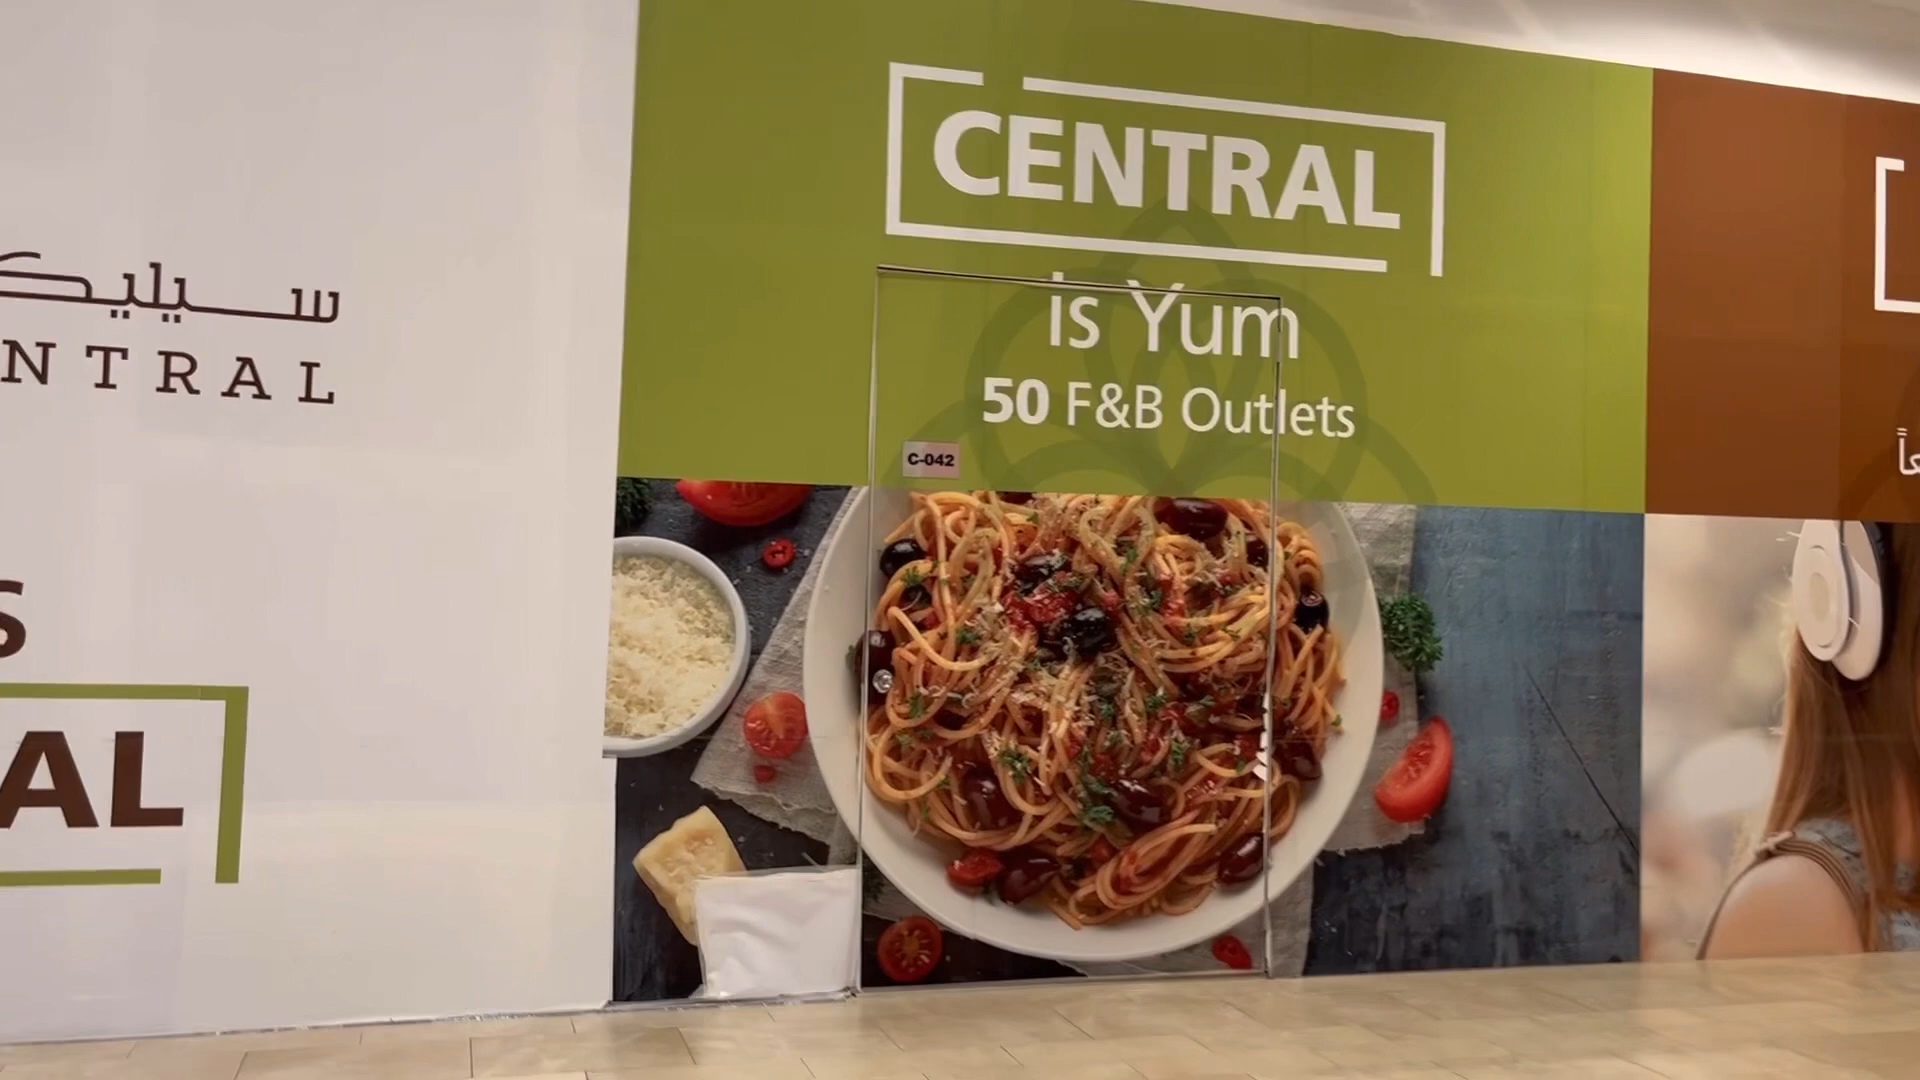 سيليك
NTRAL
S
AL
CENTRAL
is Yum
50 F&B Outlets
C-042